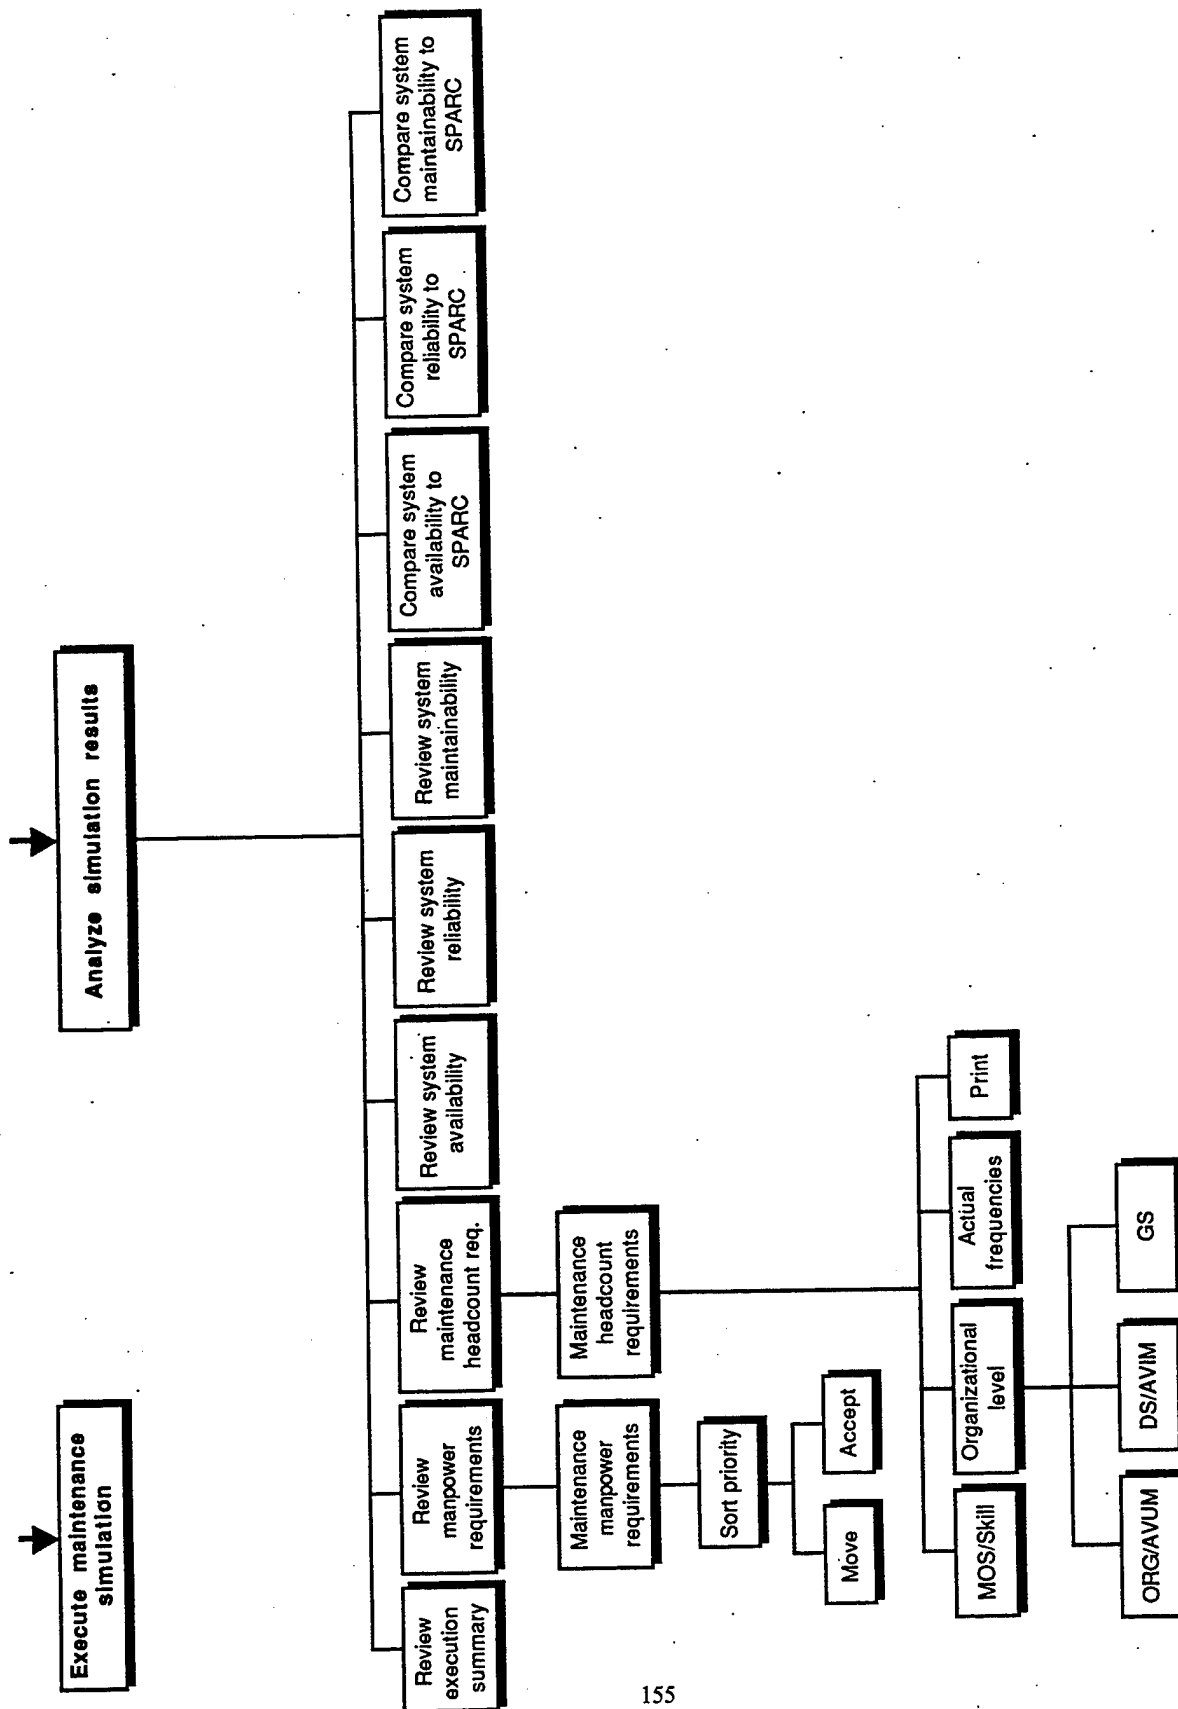 Execute maintenance
simulation
Analyze simulation results
Review
execution
summary
Review
manpower
requirements
Review
maintenance
headcount req.
Review system
availability
Review system
reliability
Review system
maintainability
Compare system
availability to
SPARC
Compare system
reliability to
SPARC
Compare system
maintainability to
SPARC
Maintenance
manpower
requirements
Maintenance
headcount
requirements
Sort priority
Move
Accept
MOS/Skill
Organizational
level
Actual
frequencies
Print
ORG/AVUM
DS/AVIM
GS
155